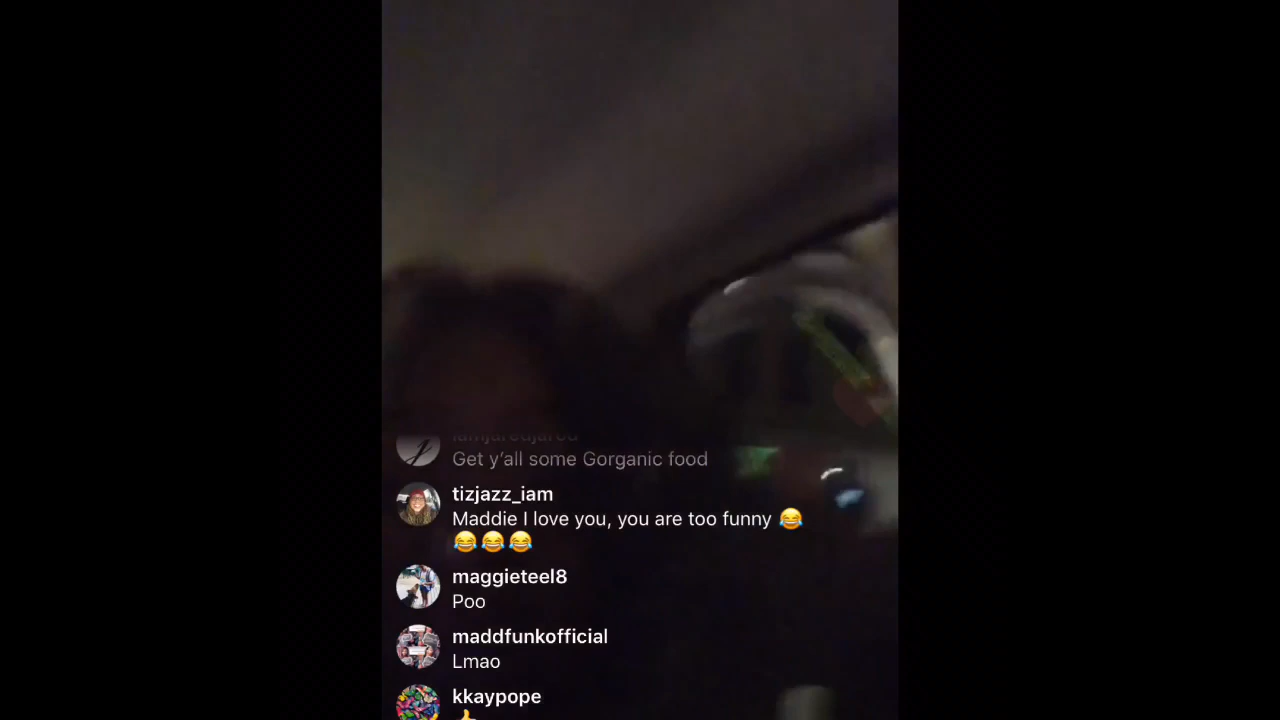 Get y’all some Gorganic food
tizjazz_iam
Maddie I love you, you are too funny 😂
😂😂😂
maggieteel8
Poo
maddfunkofficial
Lmao
kkaypope
👍